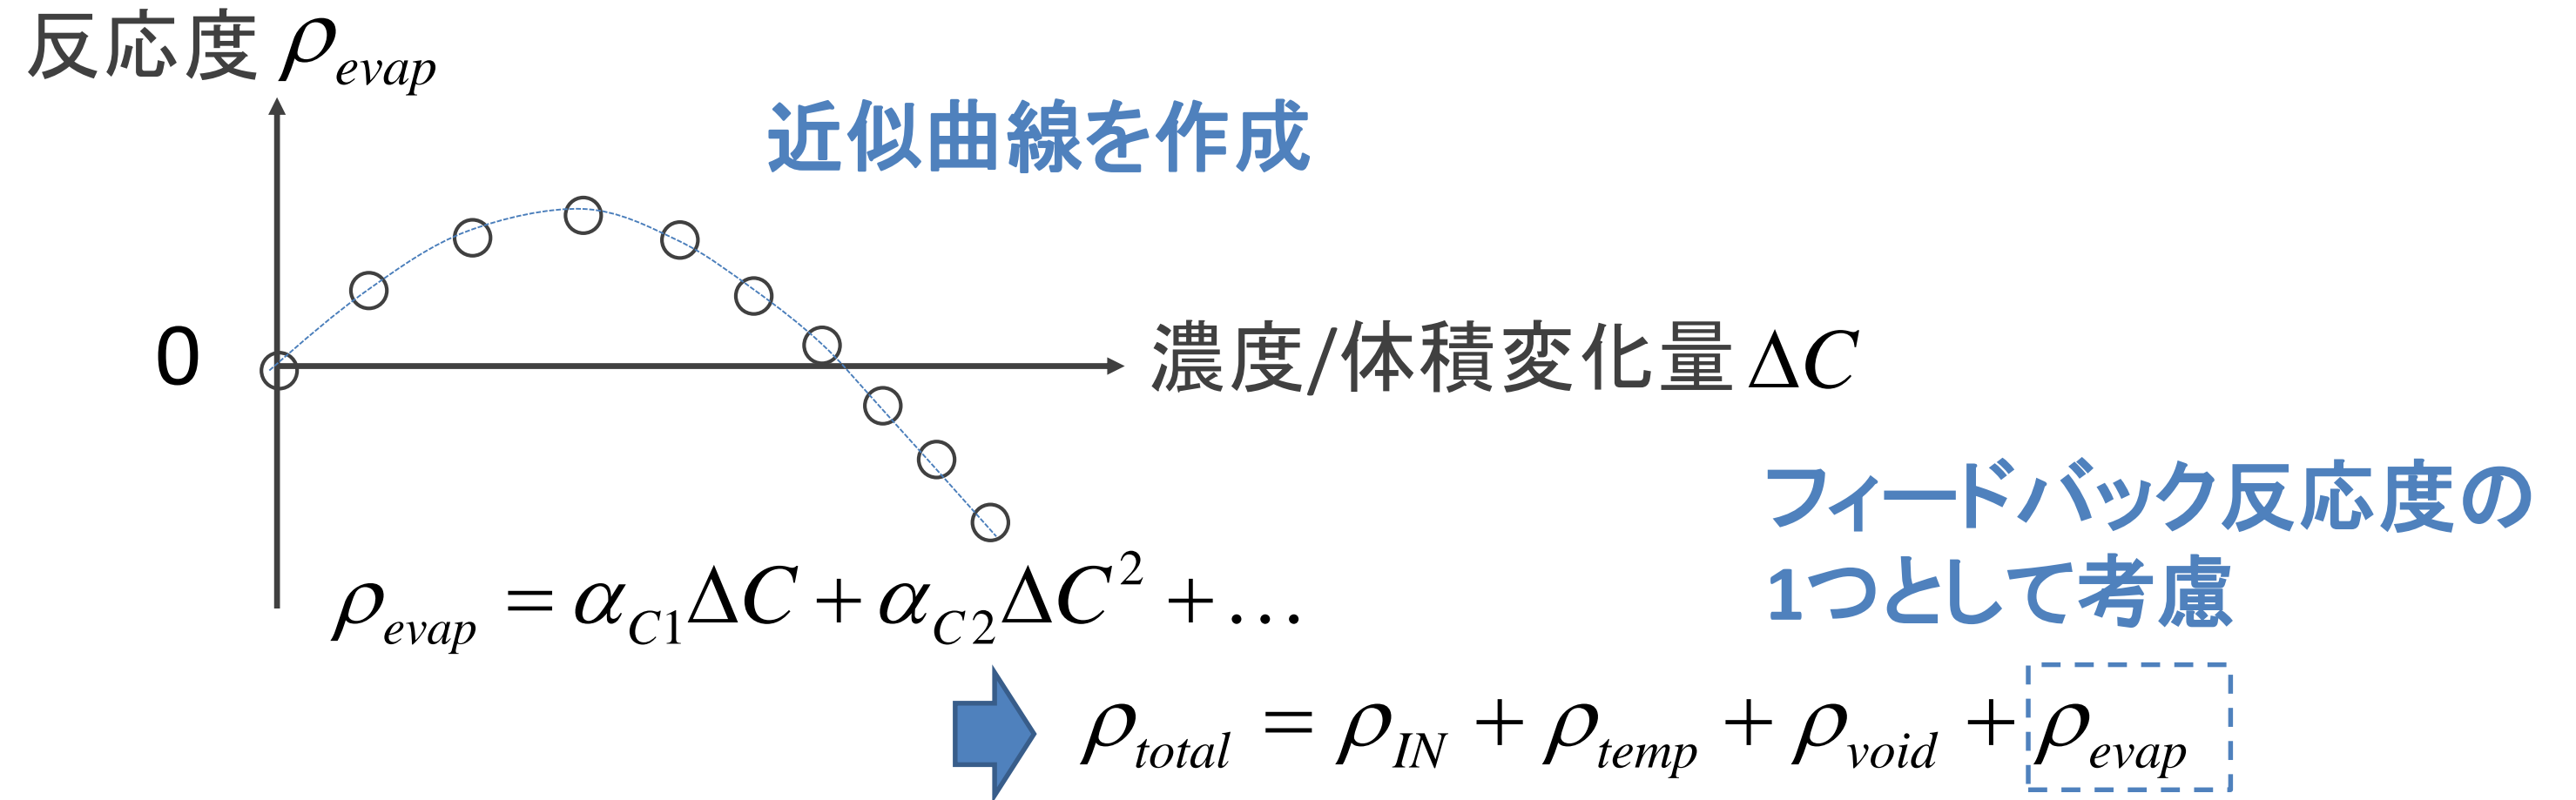 反応度 ρ_evap
近似曲線を作成
0
濃度/体積変化量 ΔC
フィードバック反応度の
1つとして考慮
ρ_evap = α_C1 ΔC + α_C2 ΔC² + …
ρ_total = ρ_IN + ρ_temp + ρ_void + ρ_evap